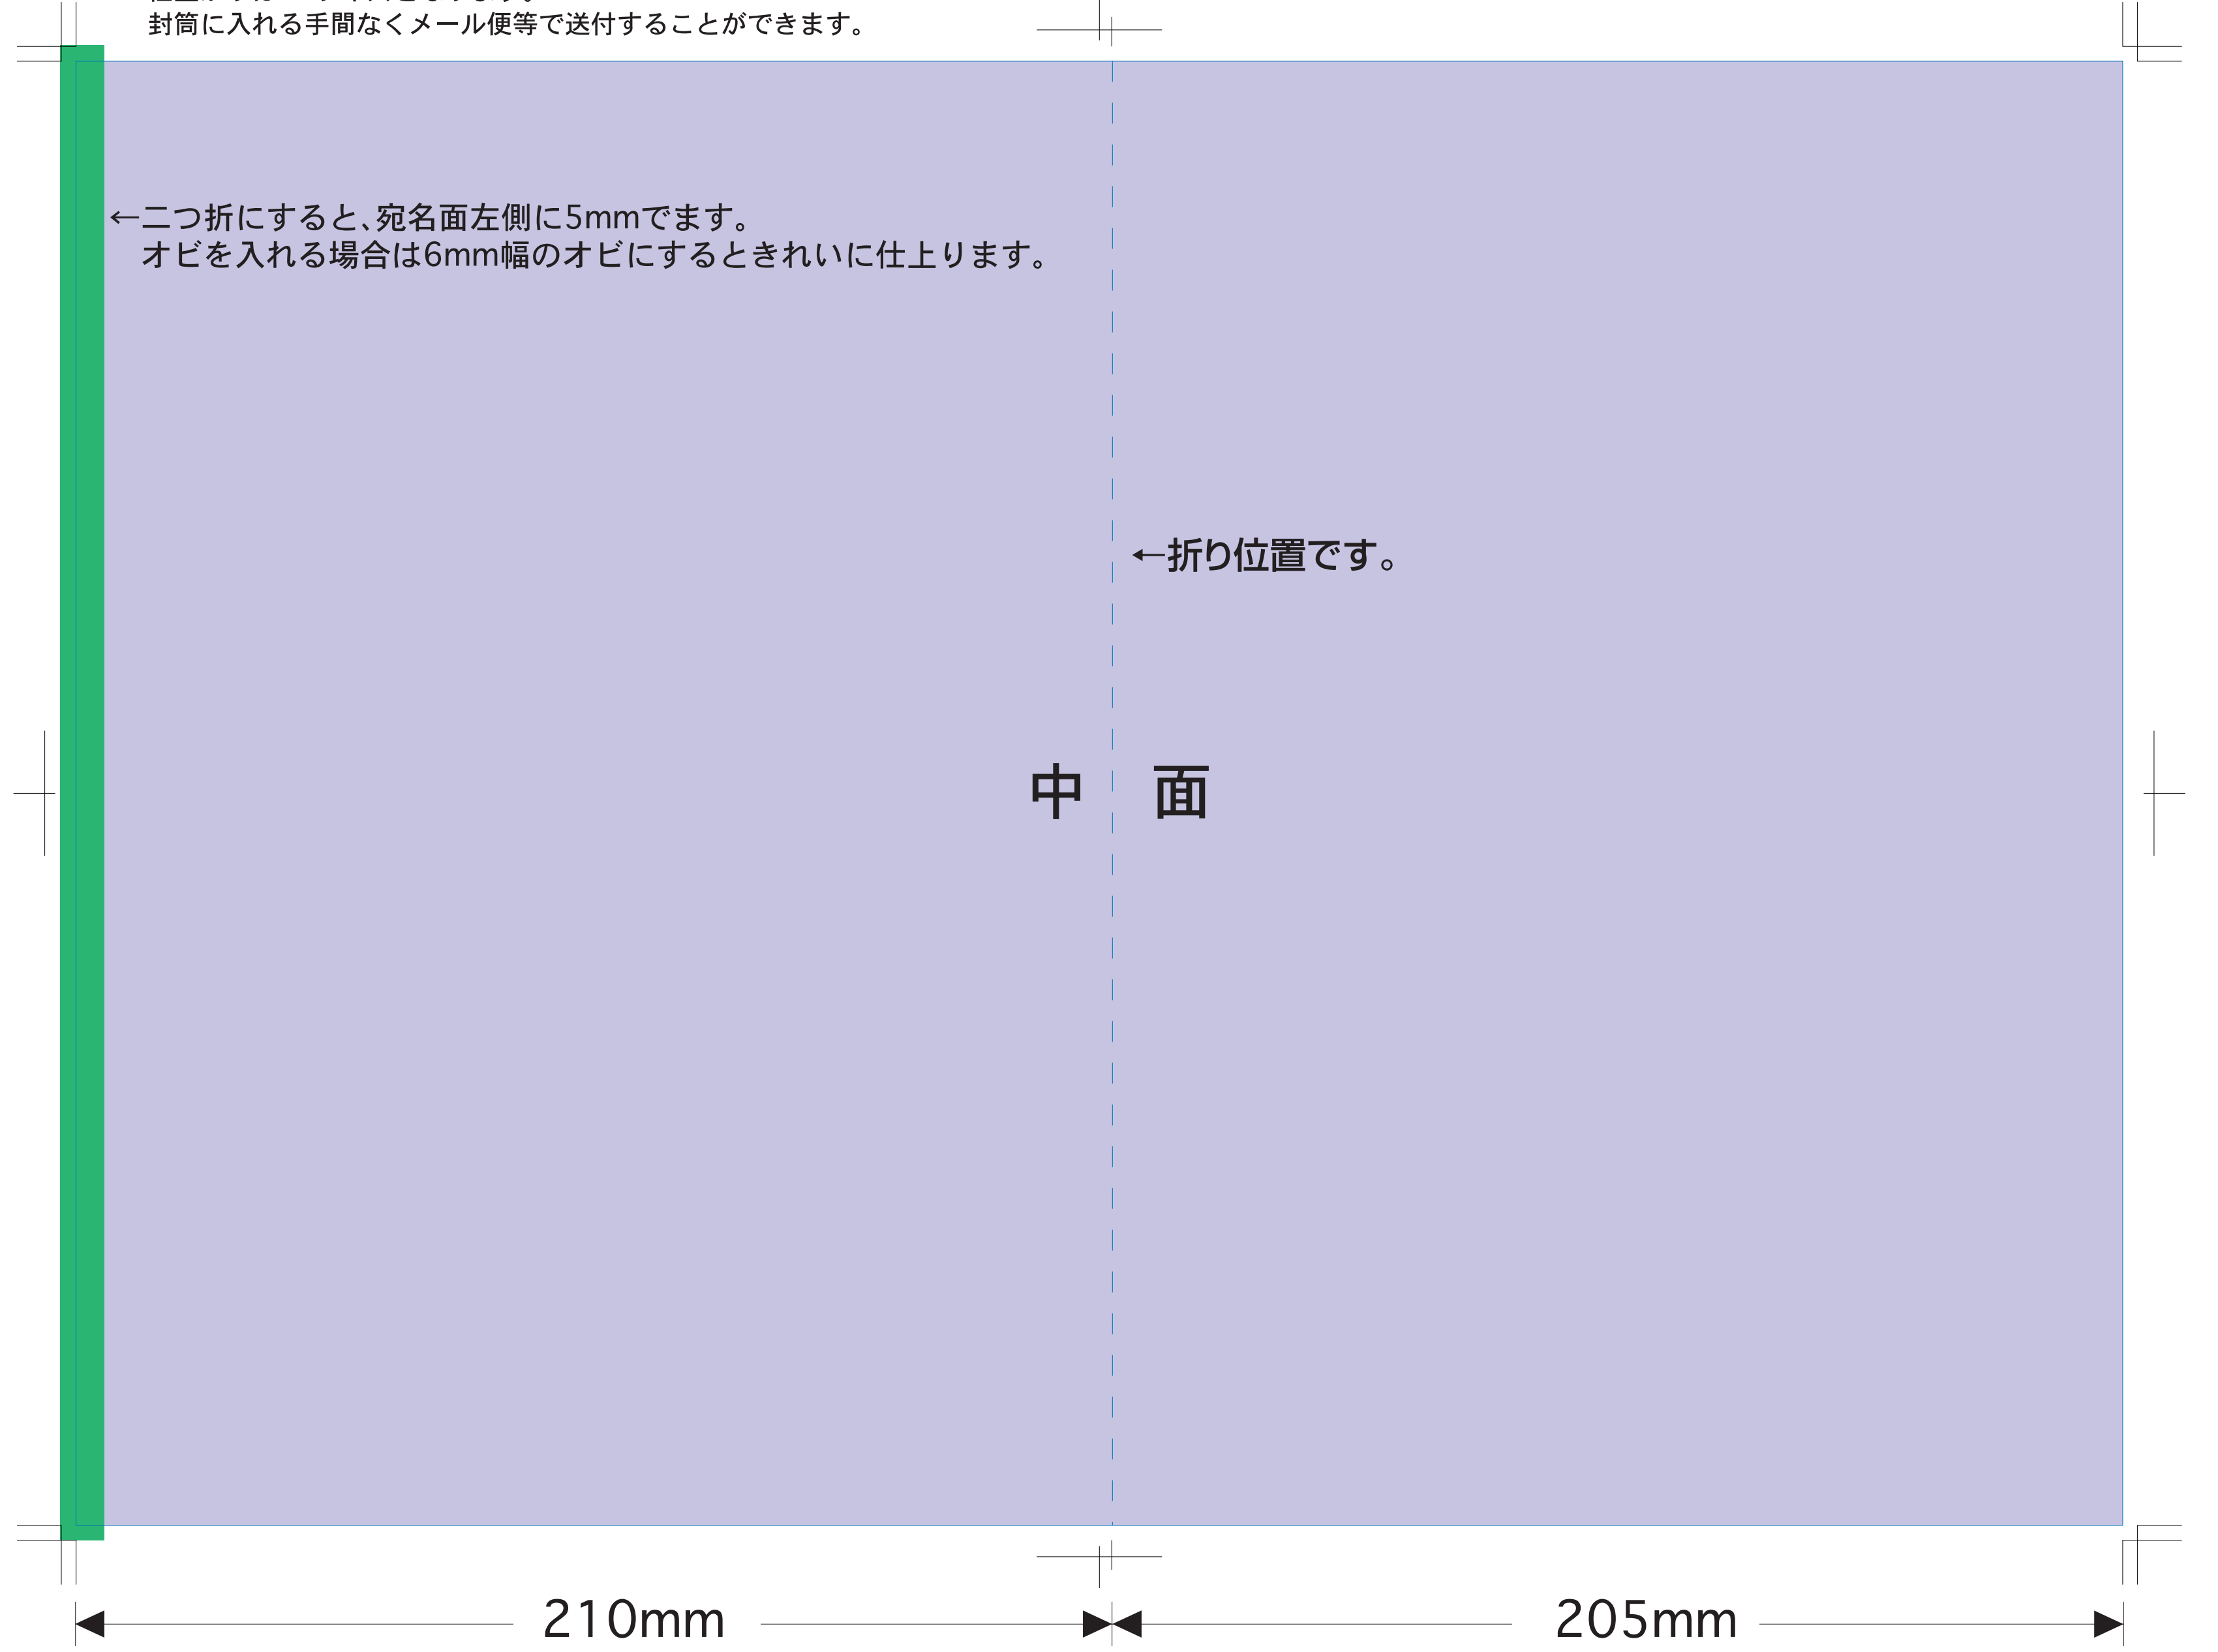 封筒に入れる手間なくメール便等で送付することができます。
←二つ折にすると、宛名面左側に5mmでます。
オビを入れる場合は6mm幅のオビにするときれいに仕上ります。
←折り位置です。
中 面
210mm
205mm